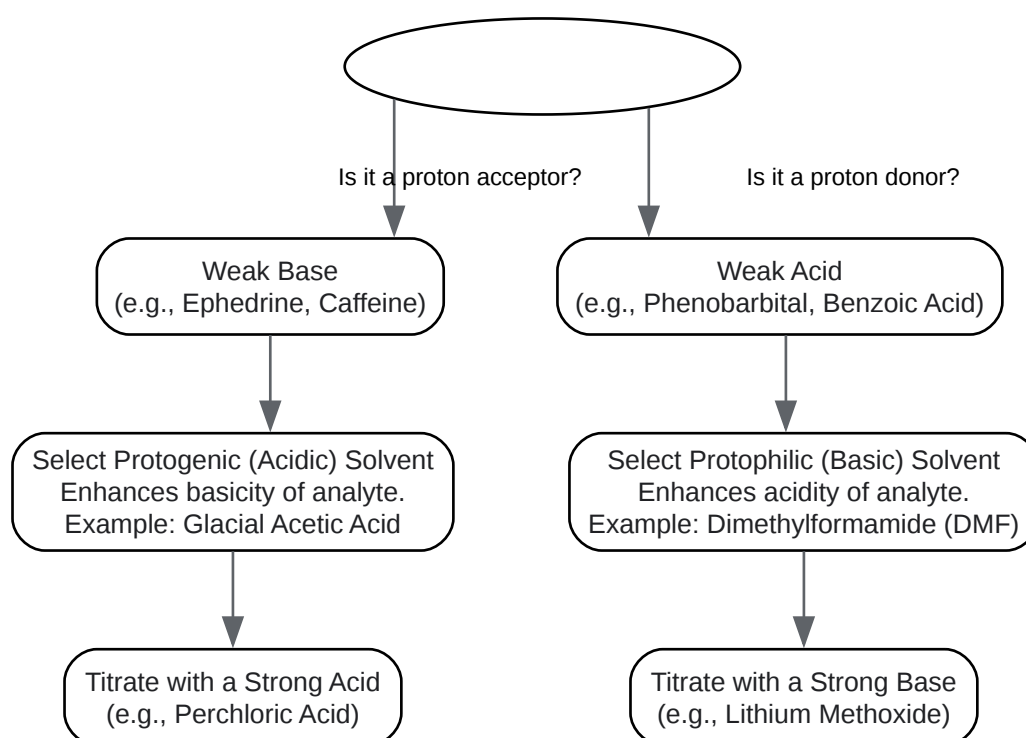 Is it a proton acceptor?
Is it a proton donor?
Weak Base
(e.g., Ephedrine, Caffeine)
Weak Acid
(e.g., Phenobarbital, Benzoic Acid)
Select Protogenic (Acidic) Solvent
Enhances basicity of analyte.
Example: Glacial Acetic Acid
Select Protophilic (Basic) Solvent
Enhances acidity of analyte.
Example: Dimethylformamide (DMF)
Titrate with a Strong Acid
(e.g., Perchloric Acid)
Titrate with a Strong Base
(e.g., Lithium Methoxide)